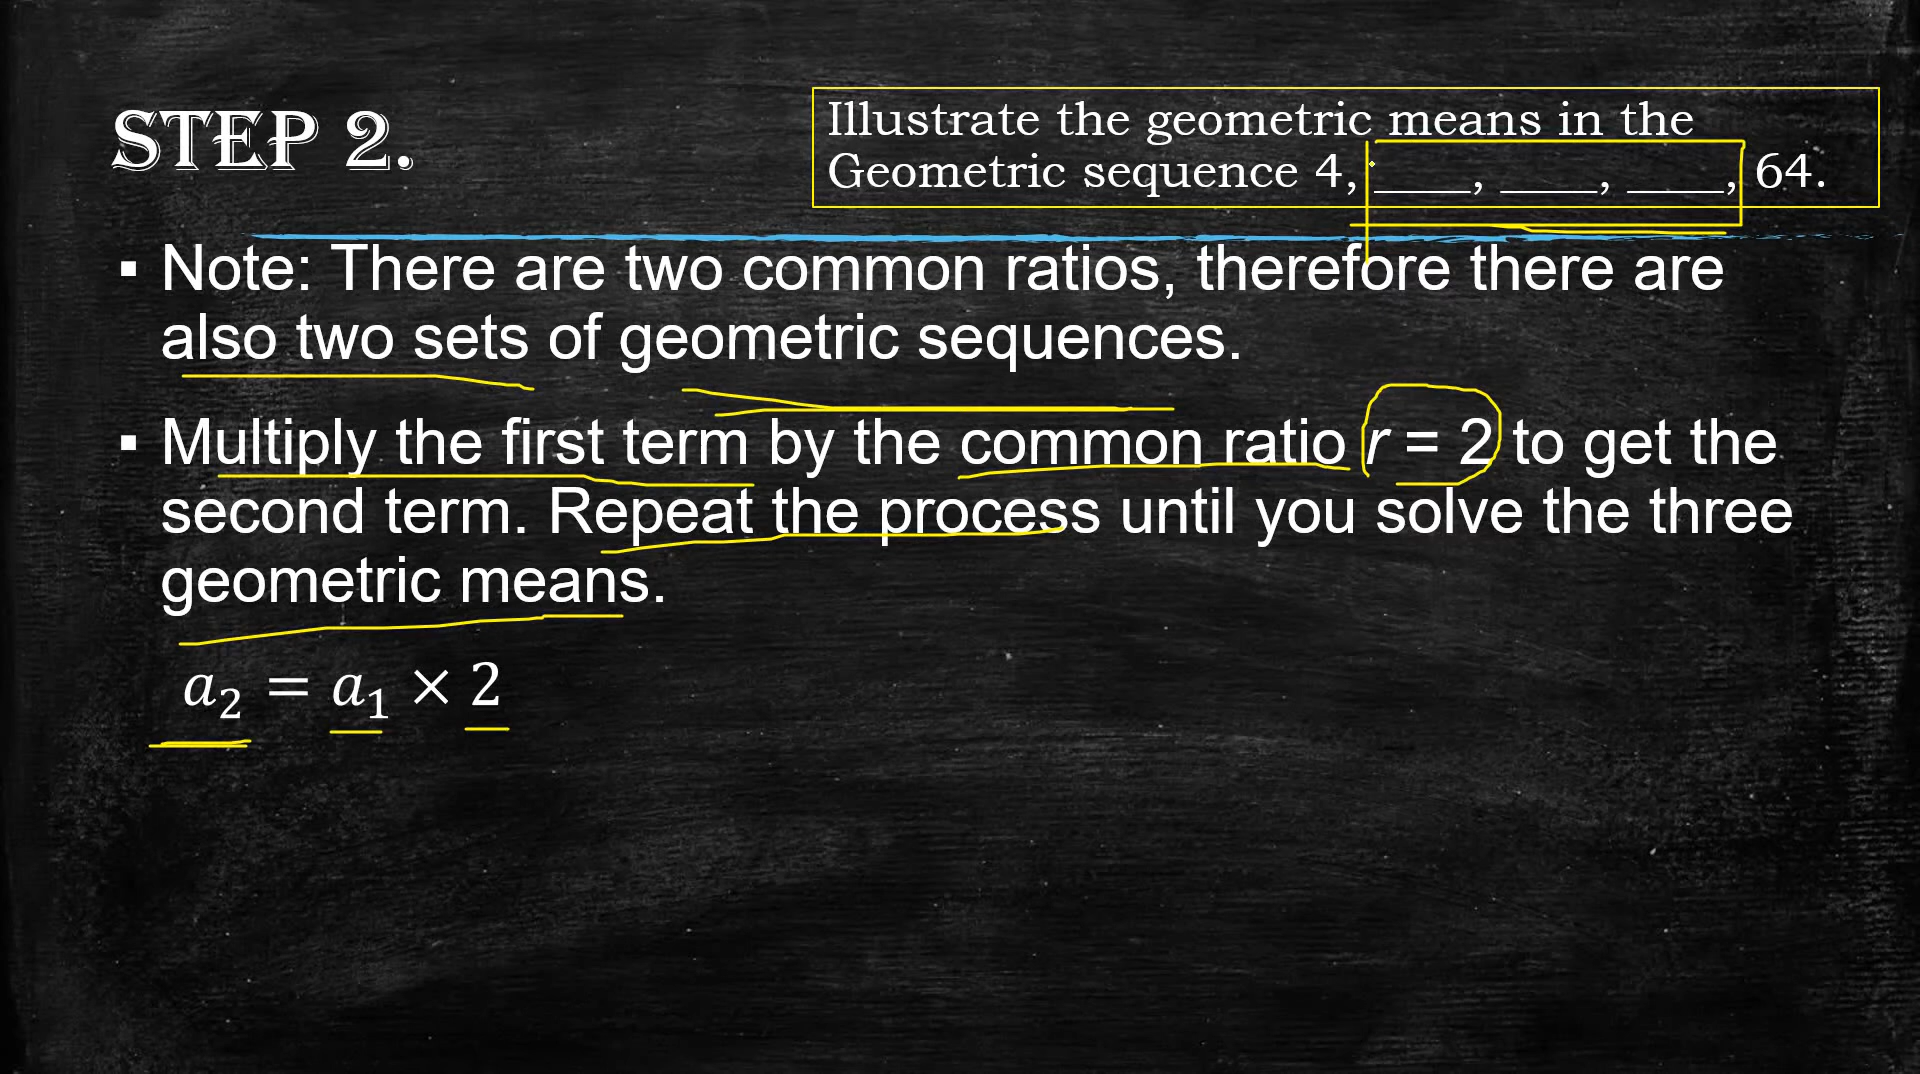 STEP 2.
Illustrate the geometric means in the
Geometric sequence 4, ____, ____, ____, 64.
▪ Note: There are two common ratios, therefore there are
also two sets of geometric sequences.
▪ Multiply the first term by the common ratio r = 2 to get the
second term. Repeat the process until you solve the three
geometric means.
a₂ = a₁ × 2